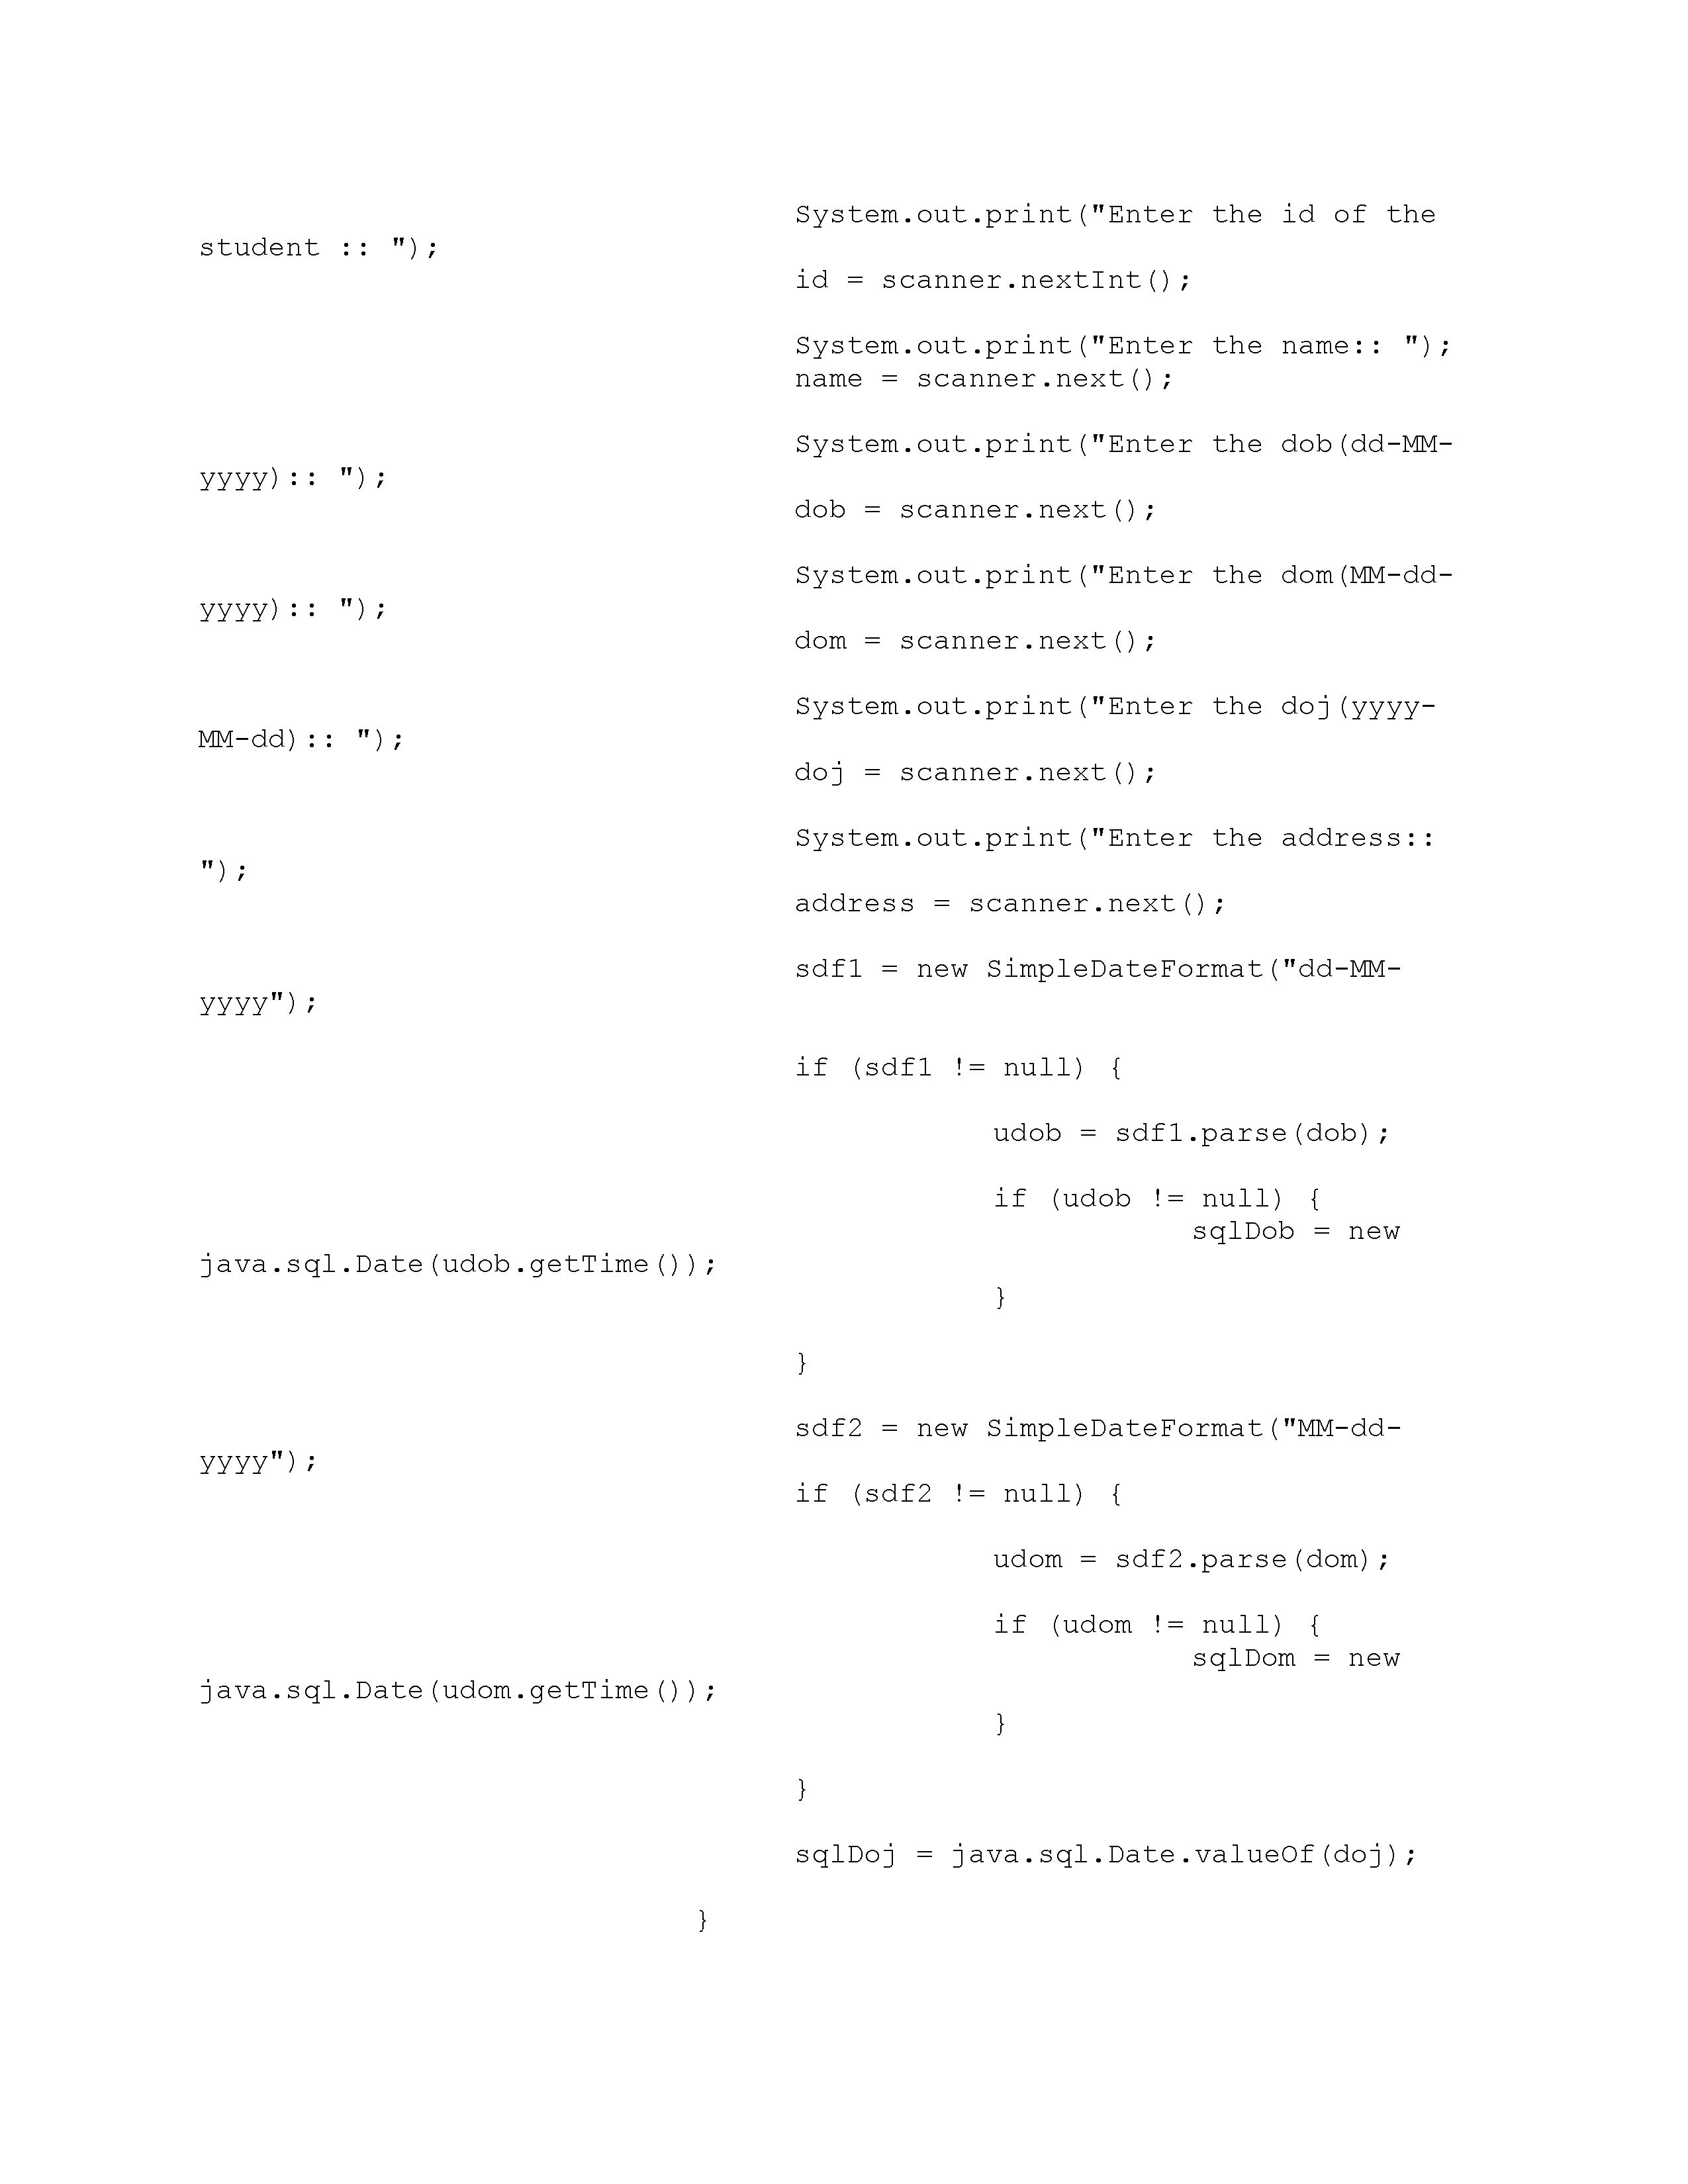 System.out.print("Enter the id of the
student :: ");
id = scanner.nextInt();
System.out.print("Enter the name:: ");
name = scanner.next();
System.out.print("Enter the dob(dd-MM-
yyyy):: ");
dob = scanner.next();
System.out.print("Enter the dom(MM-dd-
yyyy):: ");
dom = scanner.next();
System.out.print("Enter the doj(yyyy-
MM-dd):: ");
doj = scanner.next();
System.out.print("Enter the address::
");
address = scanner.next();
sdf1 = new SimpleDateFormat("dd-MM-
yyyy");
if (sdf1 != null) {
udob = sdf1.parse(dob);
if (udob != null) {
sqlDob = new
java.sql.Date(udob.getTime());
}
}
sdf2 = new SimpleDateFormat("MM-dd-
yyyy");
if (sdf2 != null) {
udom = sdf2.parse(dom);
if (udom != null) {
sqlDom = new
java.sql.Date(udom.getTime());
}
}
sqlDoj = java.sql.Date.valueOf(doj);
}